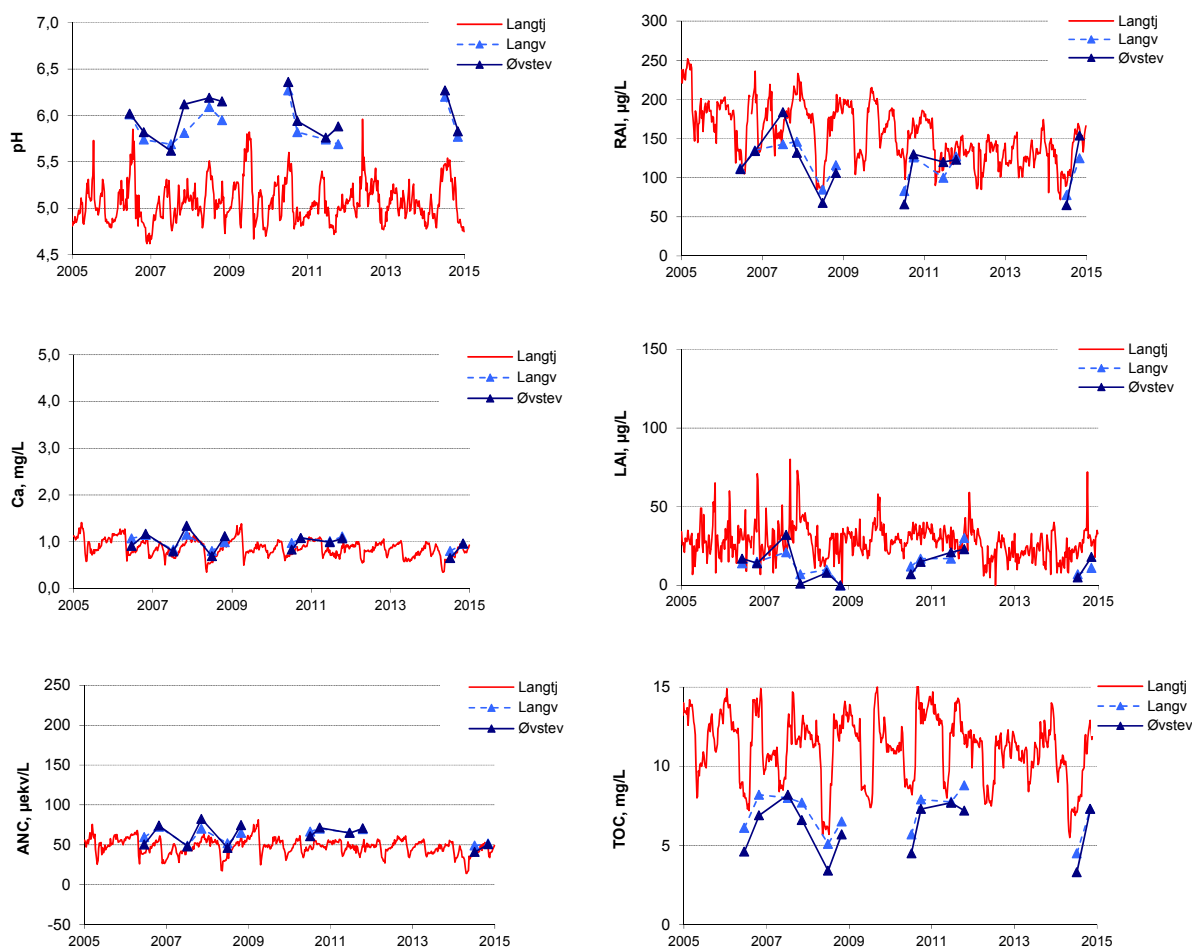 7,0
6,5
6,0
5,5
5,0
4,5
pH
2005 2007 2009 2011 2013 2015
Langtj
Langv
Øvstev
300
250
200
150
100
50
0
RAl, µg/L
2005 2007 2009 2011 2013 2015
Langtj
Langv
Øvstev
5,0
4,0
3,0
2,0
1,0
0,0
Ca, mg/L
2005 2007 2009 2011 2013 2015
Langtj
Langv
Øvstev
150
100
50
0
LAl, µg/L
2005 2007 2009 2011 2013 2015
Langtj
Langv
Øvstev
250
200
150
100
50
0
-50
ANC, µekv/L
2005 2007 2009 2011 2013 2015
Langtj
Langv
Øvstev
15
10
5
0
TOC, mg/L
2005 2007 2009 2011 2013 2015
Langtj
Langv
Øvstev